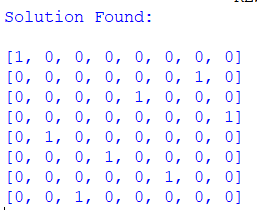 Solution Found:
[1, 0, 0, 0, 0, 0, 0, 0]
[0, 0, 0, 0, 0, 0, 1, 0]
[0, 0, 0, 0, 1, 0, 0, 0]
[0, 0, 0, 0, 0, 0, 0, 1]
[0, 1, 0, 0, 0, 0, 0, 0]
[0, 0, 0, 1, 0, 0, 0, 0]
[0, 0, 0, 0, 0, 1, 0, 0]
[0, 0, 1, 0, 0, 0, 0, 0]